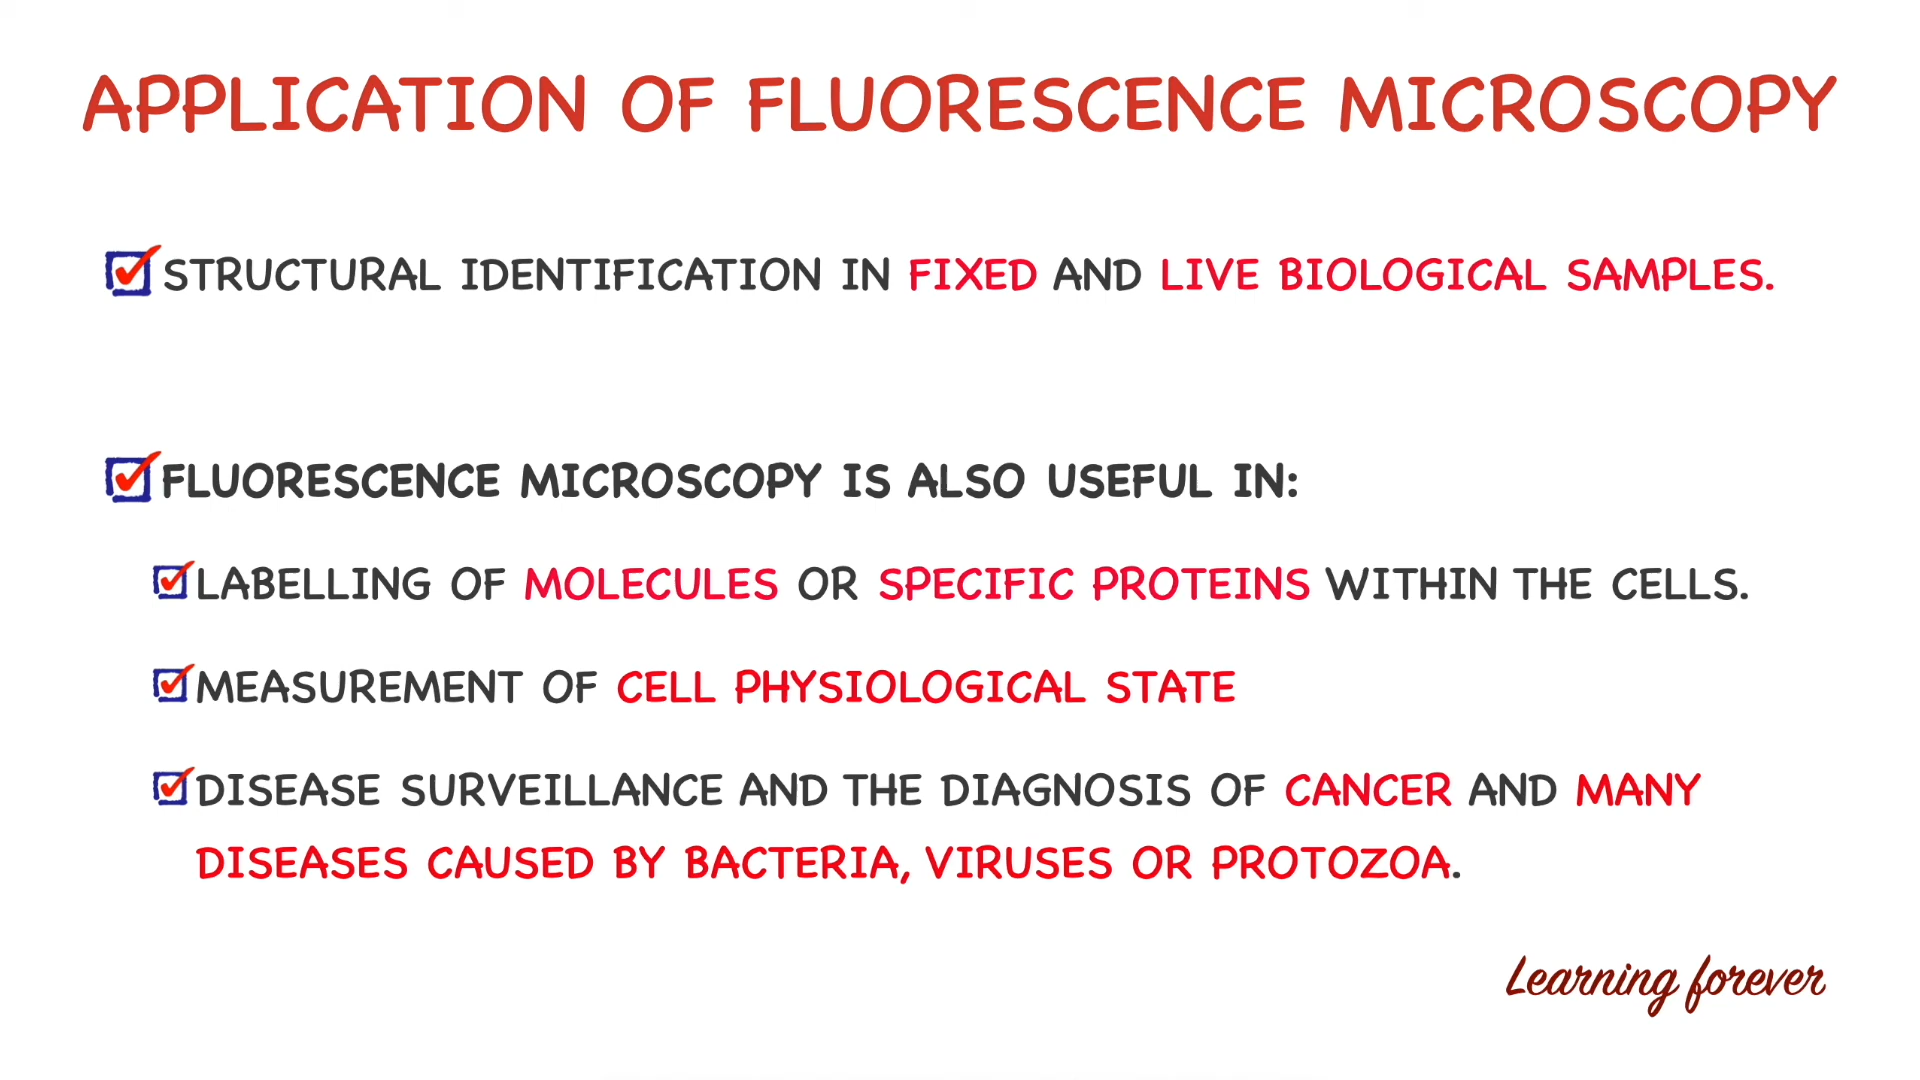 APPLICATION OF FLUORESCENCE MICROSCOPY
STRUCTURAL IDENTIFICATION IN FIXED AND LIVE BIOLOGICAL SAMPLES.
FLUORESCENCE MICROSCOPY IS ALSO USEFUL IN:
LABELLING OF MOLECULES OR SPECIFIC PROTEINS WITHIN THE CELLS.
MEASUREMENT OF CELL PHYSIOLOGICAL STATE
DISEASE SURVEILLANCE AND THE DIAGNOSIS OF CANCER AND MANY
DISEASES CAUSED BY BACTERIA, VIRUSES OR PROTOZOA.
Learning forever